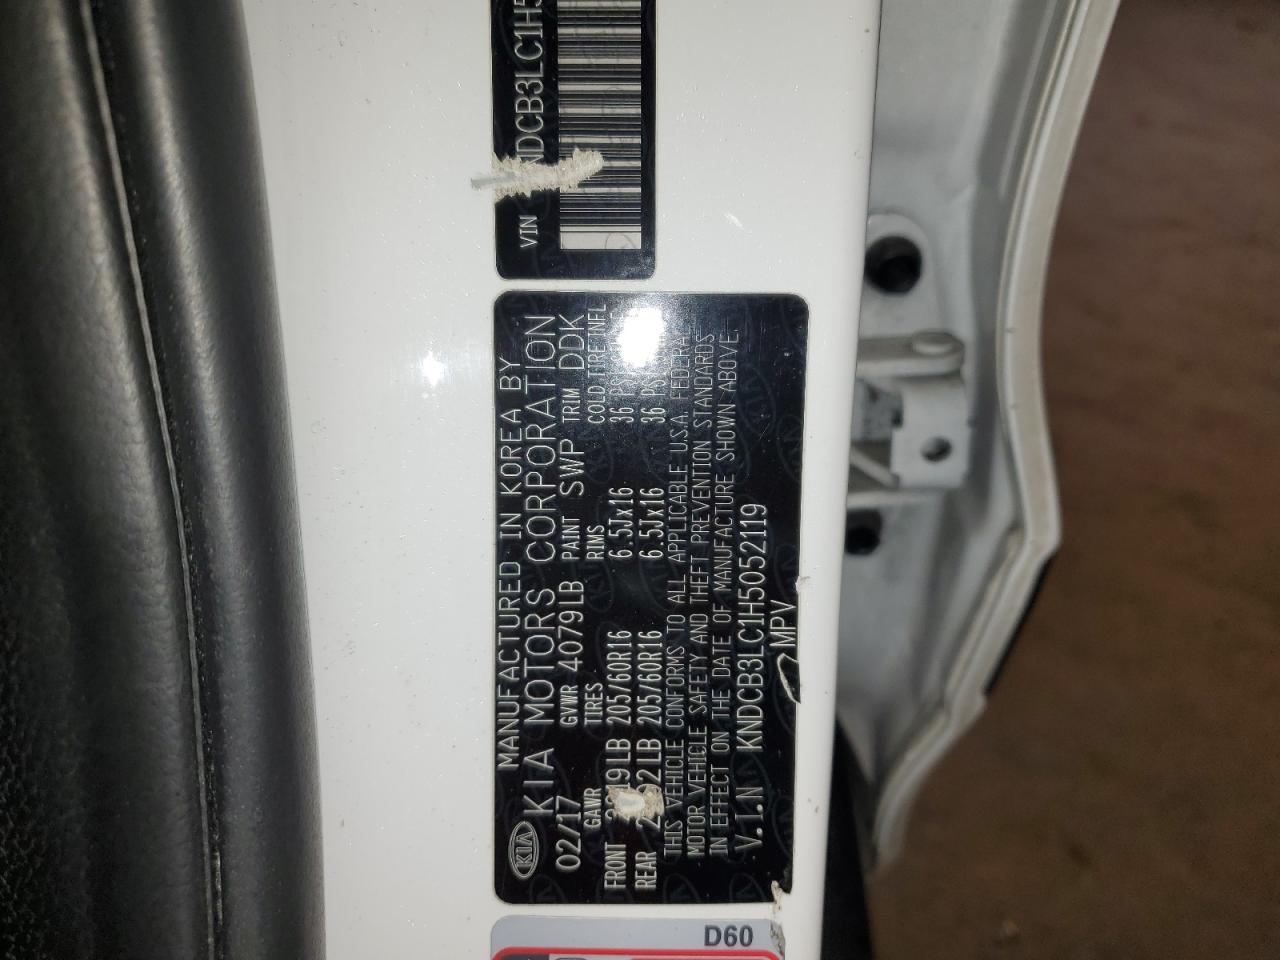 VIN NDCB3LC1H5
MANUFACTURED IN KOREA BY
KIA KIA MOTORS CORPORATION
02/17 GVWR 4079LB PAINT SWP TRIM DDK
GAWR TIRES RIMS COLD TIRE INFL
FRONT 205/60R16 6.5Jx16 36
REAR 205/60R16 6.5Jx16 36
THIS VEHICLE CONFORMS TO ALL APPLICABLE U.S.A. FEDERAL
MOTOR VEHICLE SAFETY AND THEFT PREVENTION STANDARDS
IN EFFECT ON THE DATE OF MANUFACTURE SHOWN ABOVE.
V.I.N KNDCB3LC1H5052119
MPV
D60